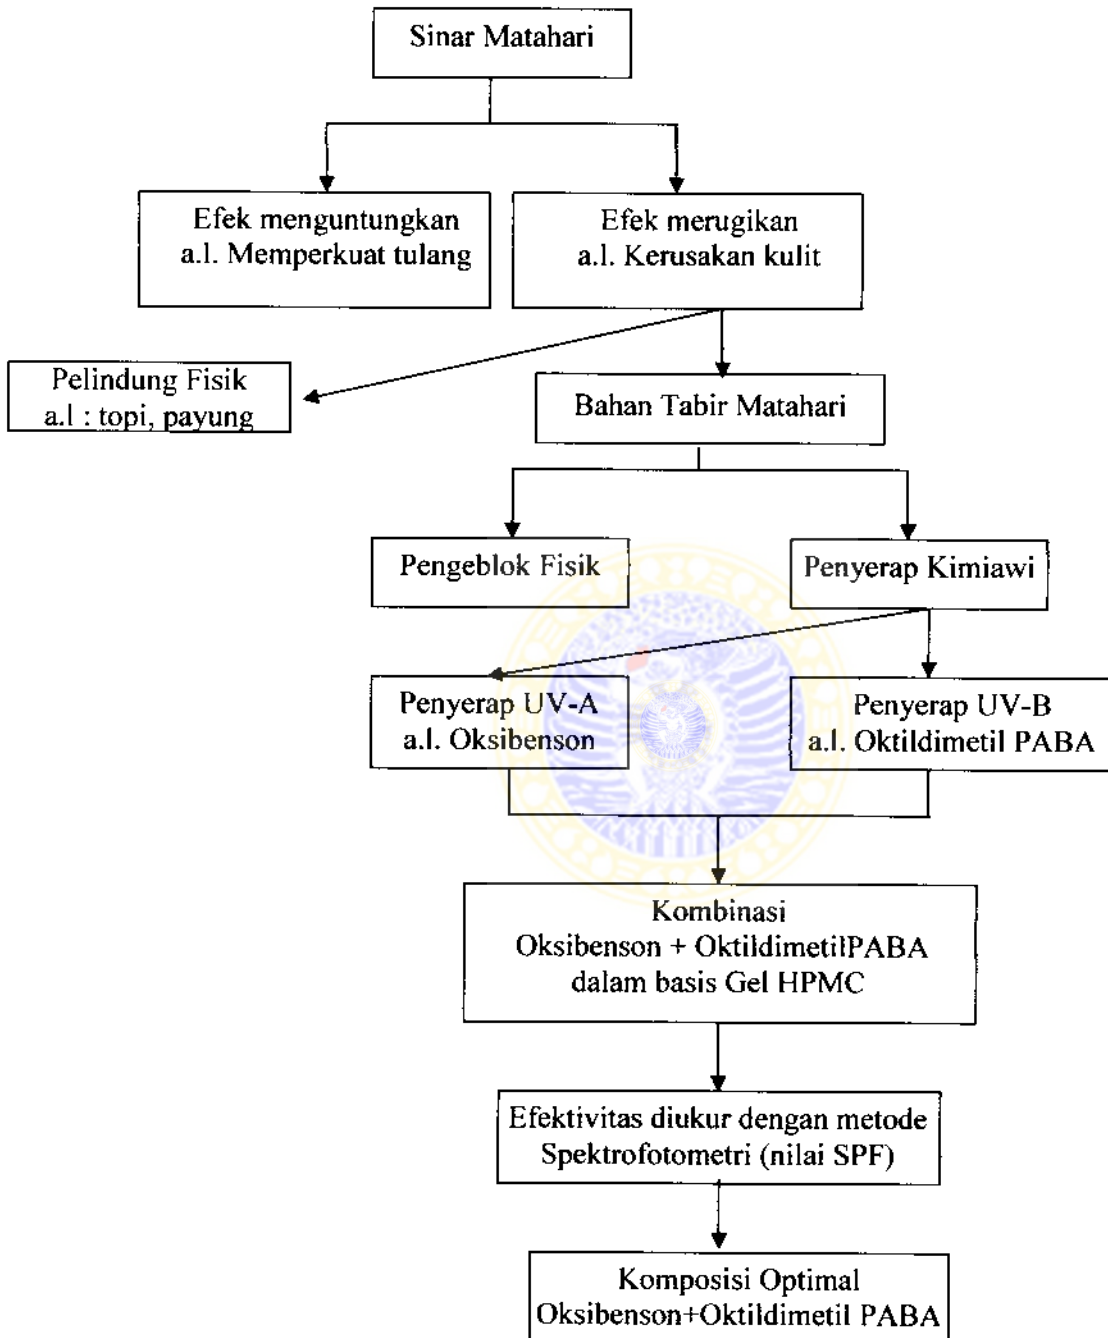 Sinar Matahari
Efek menguntungkan
a.l. Memperkuat tulang
Efek merugikan
a.l. Kerusakan kulit
Pelindung Fisik
a.l : topi, payung
Bahan Tabir Matahari
Pengeblok Fisik
Penyerap Kimiawi
Penyerap UV-A
a.l. Oksibenson
Penyerap UV-B
a.l. Oktildimetil PABA
Kombinasi
Oksibenson + OktildimetilPABA
dalam basis Gel HPMC
Efektivitas diukur dengan metode
Spektrofotometri (nilai SPF)
Komposisi Optimal
Oksibenson+Oktildimetil PABA